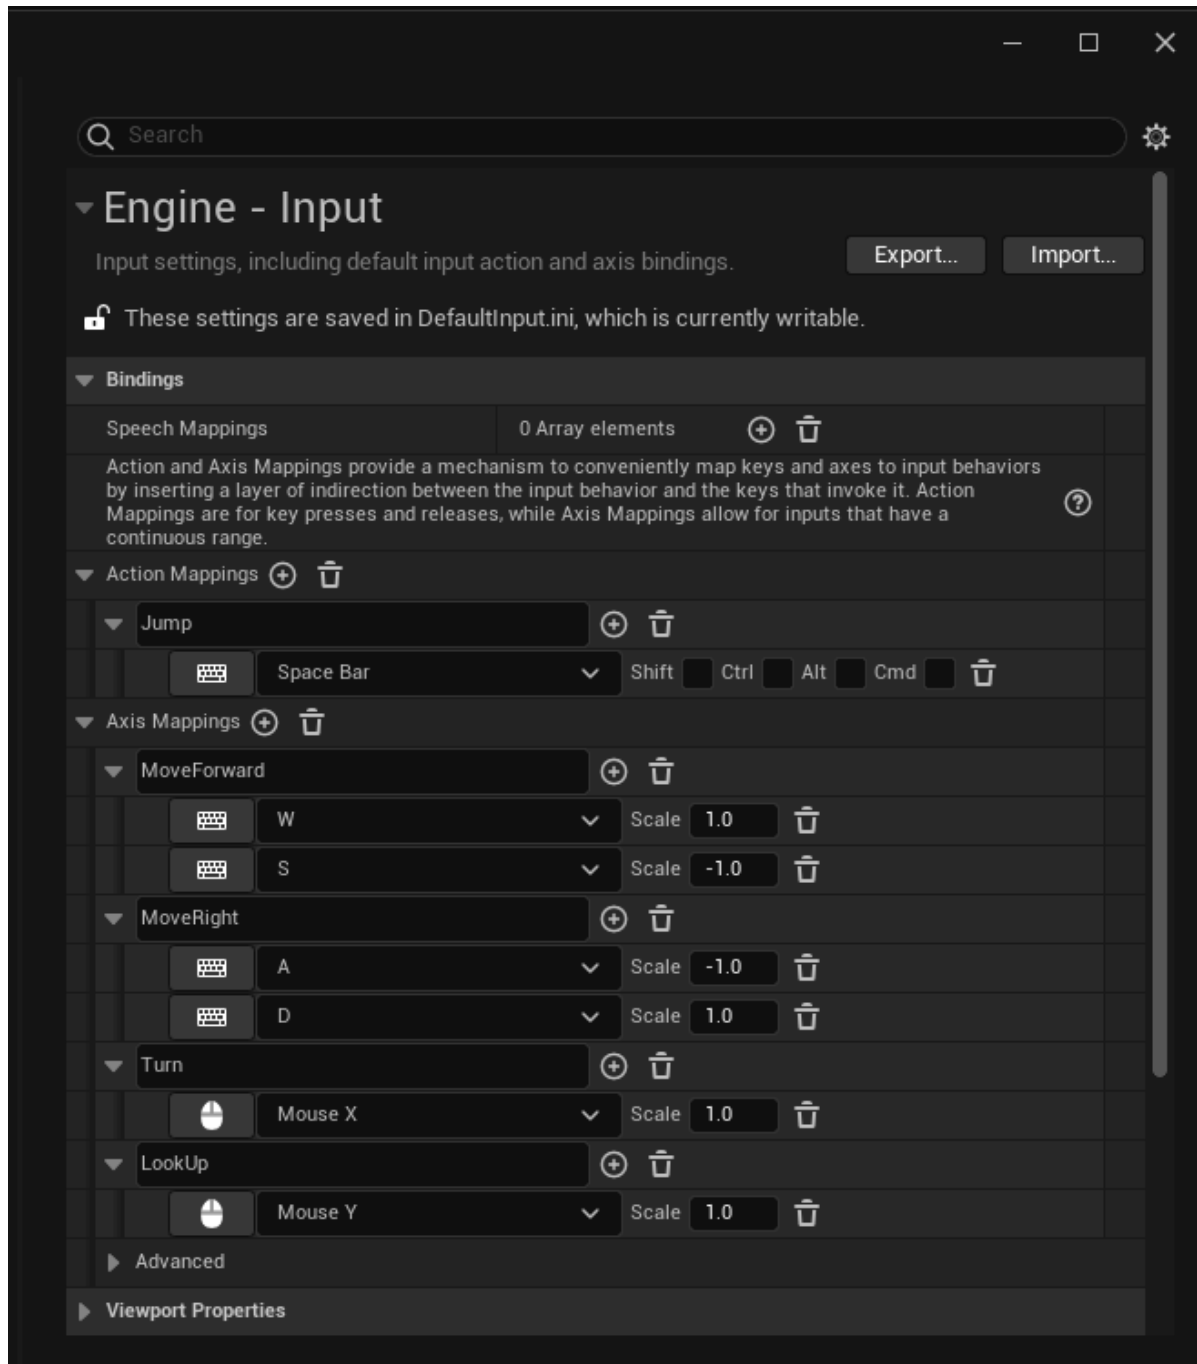 Search
Engine - Input
Input settings, including default input action and axis bindings.
Export...
Import...
These settings are saved in DefaultInput.ini, which is currently writable.
Bindings
Speech Mappings
0 Array elements
Action and Axis Mappings provide a mechanism to conveniently map keys and axes to input behaviors
by inserting a layer of indirection between the input behavior and the keys that invoke it. Action
Mappings are for key presses and releases, while Axis Mappings allow for inputs that have a
continuous range.
Action Mappings
Jump
Space Bar Shift Ctrl Alt Cmd
Axis Mappings
MoveForward
W Scale 1.0
S Scale -1.0
MoveRight
A Scale -1.0
D Scale 1.0
Turn
Mouse X Scale 1.0
LookUp
Mouse Y Scale 1.0
Advanced
Viewport Properties